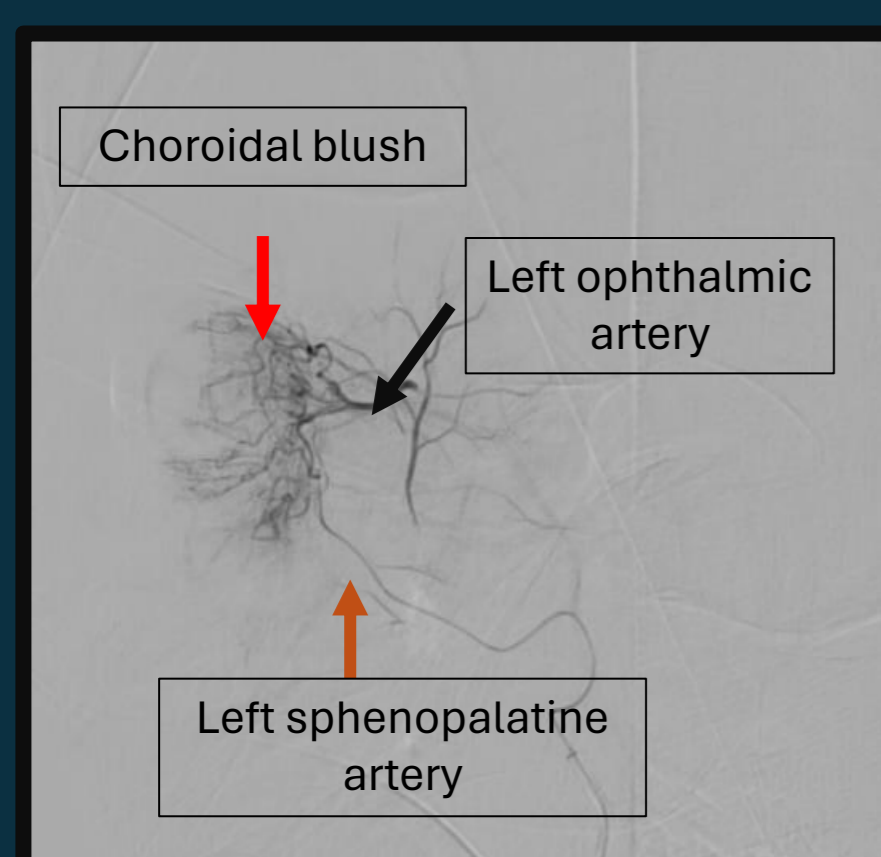 Choroidal blush
Left ophthalmic
artery
Left sphenopalatine
artery